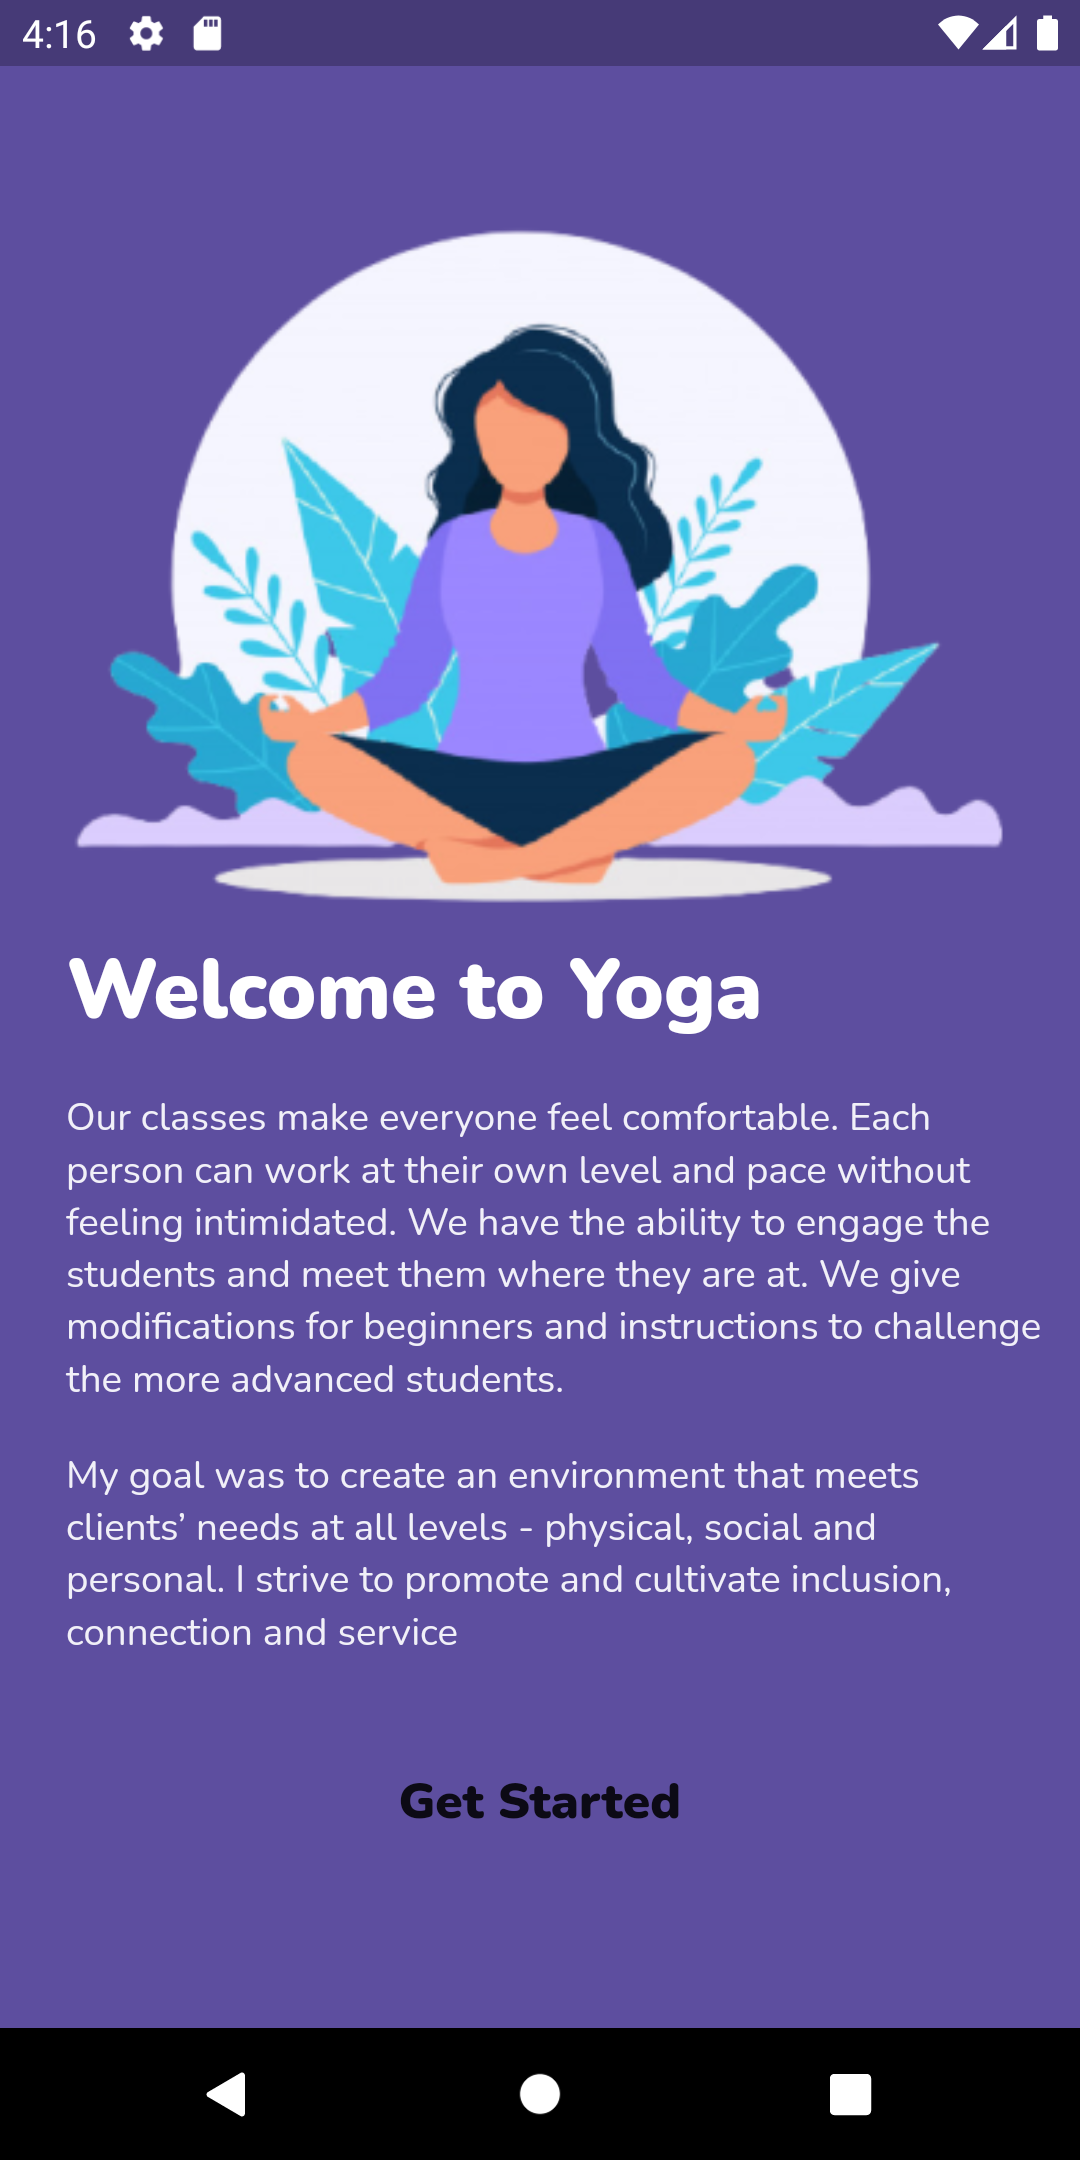 4:16
Welcome to Yoga
Our classes make everyone feel comfortable. Each
person can work at their own level and pace without
feeling intimidated. We have the ability to engage the
students and meet them where they are at. We give
modifications for beginners and instructions to challenge
the more advanced students.
My goal was to create an environment that meets
clients’ needs at all levels - physical, social and
personal. I strive to promote and cultivate inclusion,
connection and service
Get Started